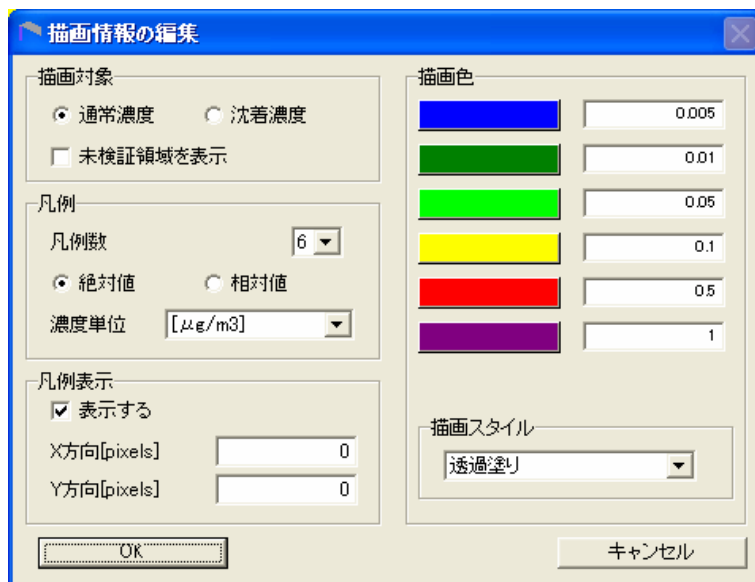 描画情報の編集
描画対象
通常濃度
沈着濃度
未検証領域を表示
凡例
凡例数
6
絶対値
相対値
濃度単位
[μg/m3]
凡例表示
表示する
X方向[pixels]
0
Y方向[pixels]
0
描画色
0.005
0.01
0.05
0.1
0.5
1
描画スタイル
透過塗り
OK
キャンセル